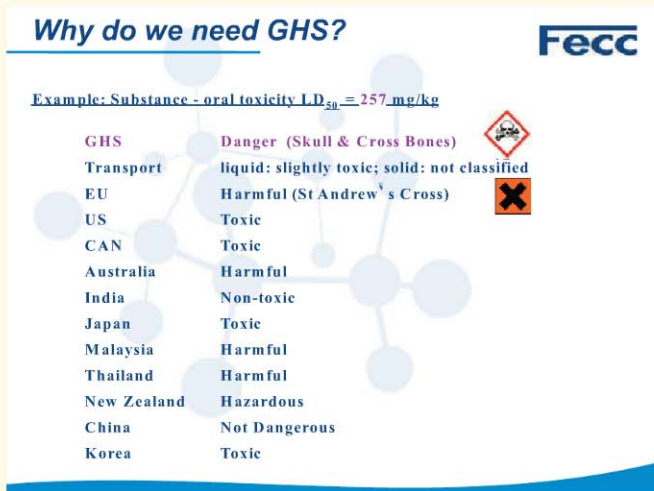 Why do we need GHS?
Fecc
Example: Substance - oral toxicity LD50 = 257 mg/kg
GHS Danger (Skull & Cross Bones)
Transport liquid: slightly toxic; solid: not classified
EU Harmful (St Andrew's Cross)
US Toxic
CAN Toxic
Australia Harmful
India Non-toxic
Japan Toxic
Malaysia Harmful
Thailand Harmful
New Zealand Hazardous
China Not Dangerous
Korea Toxic